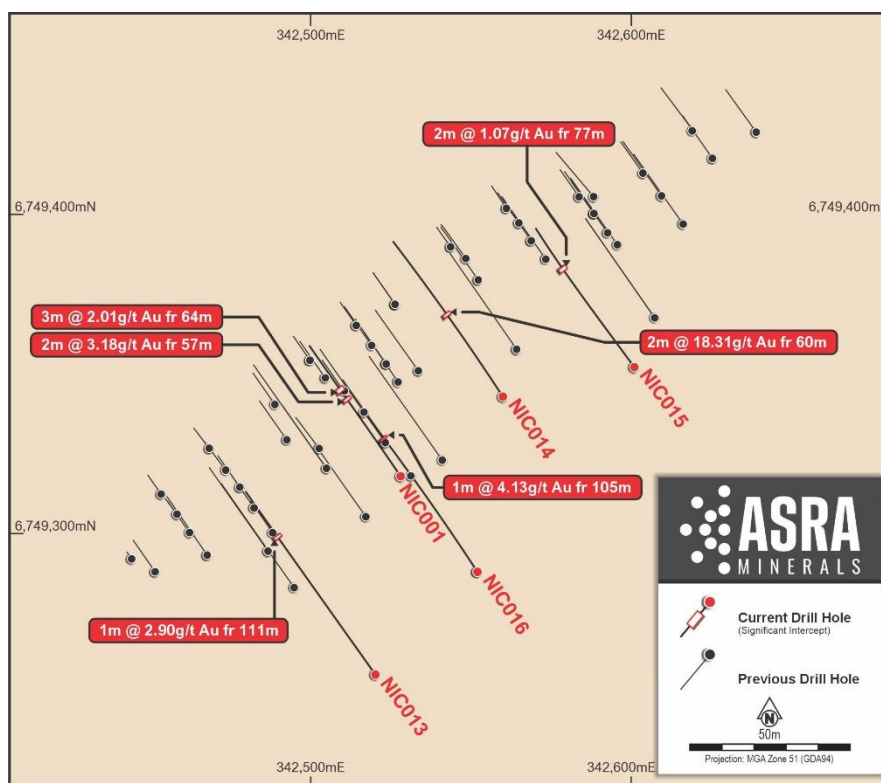 342,500mE
342,600mE
2m @ 1.07g/t Au fr 77m
6,749,400mN
6,749,400m
3m @ 2.01g/t Au fr 64m
2m @ 3.18g/t Au fr 57m
2m @ 18.31g/t Au fr 60m
NIC015
NIC014
1m @ 4.13g/t Au fr 105m
NIC001
6,749,300mN
NIC016
1m @ 2.90g/t Au fr 111m
NIC013
ASRA
MINERALS
Current Drill Hole
(Significant Intercept)
Previous Drill Hole
N
50m
Projection: MGA Zone 51 (GDA94)
342,500mE
342,600mE